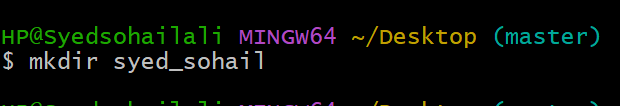 HP@Syedsohailali MINGW64 ~/Desktop (master)
$ mkdir syed_sohail